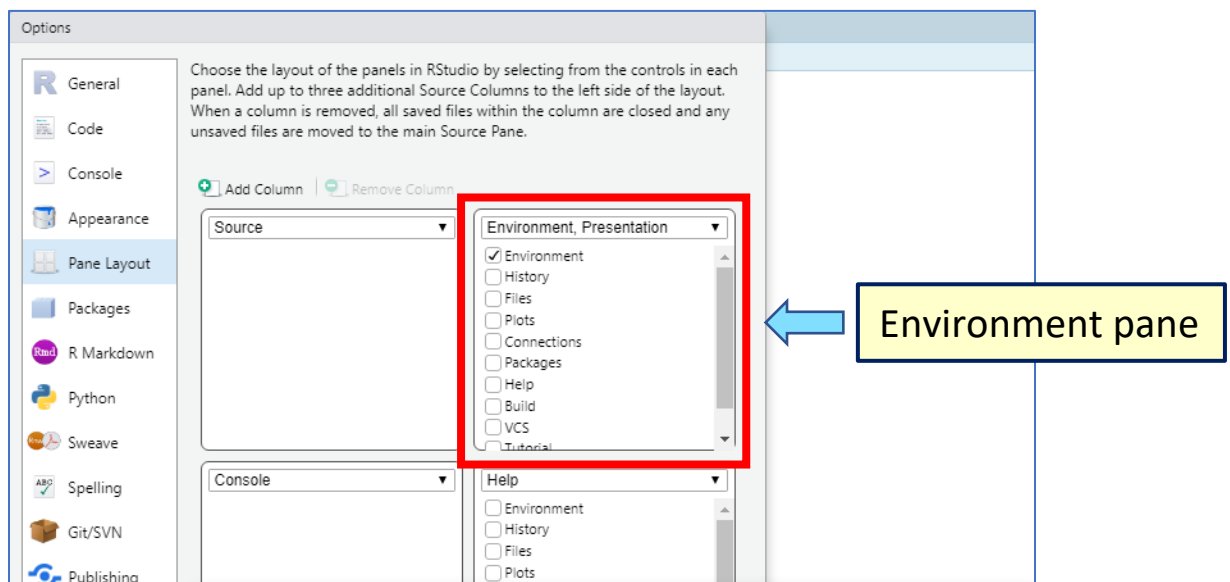 Options
General
Code
Console
Appearance
Pane Layout
Packages
Rmd
R Markdown
Python
Sweave
ABC
Spelling
Git/SVN
Publishing
Choose the layout of the panels in RStudio by selecting from the controls in each
panel. Add up to three additional Source Columns to the left side of the layout.
When a column is removed, all saved files within the column are closed and any
unsaved files are moved to the main Source Pane.
Add Column
Remove Column
Source
Environment, Presentation
Environment
History
Files
Plots
Connections
Packages
Help
Build
VCS
Tutorial
Console
Help
Environment
History
Files
Plots
Environment pane